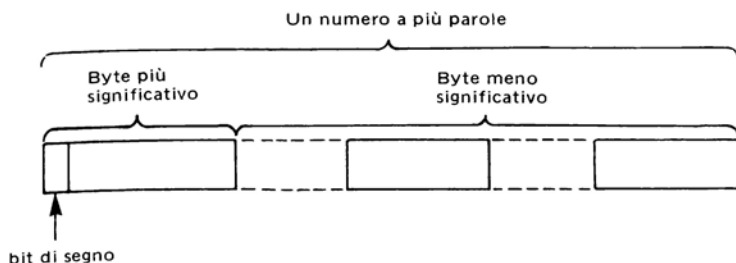 Un numero a più parole
Byte più
significativo
Byte meno
significativo
bit di segno